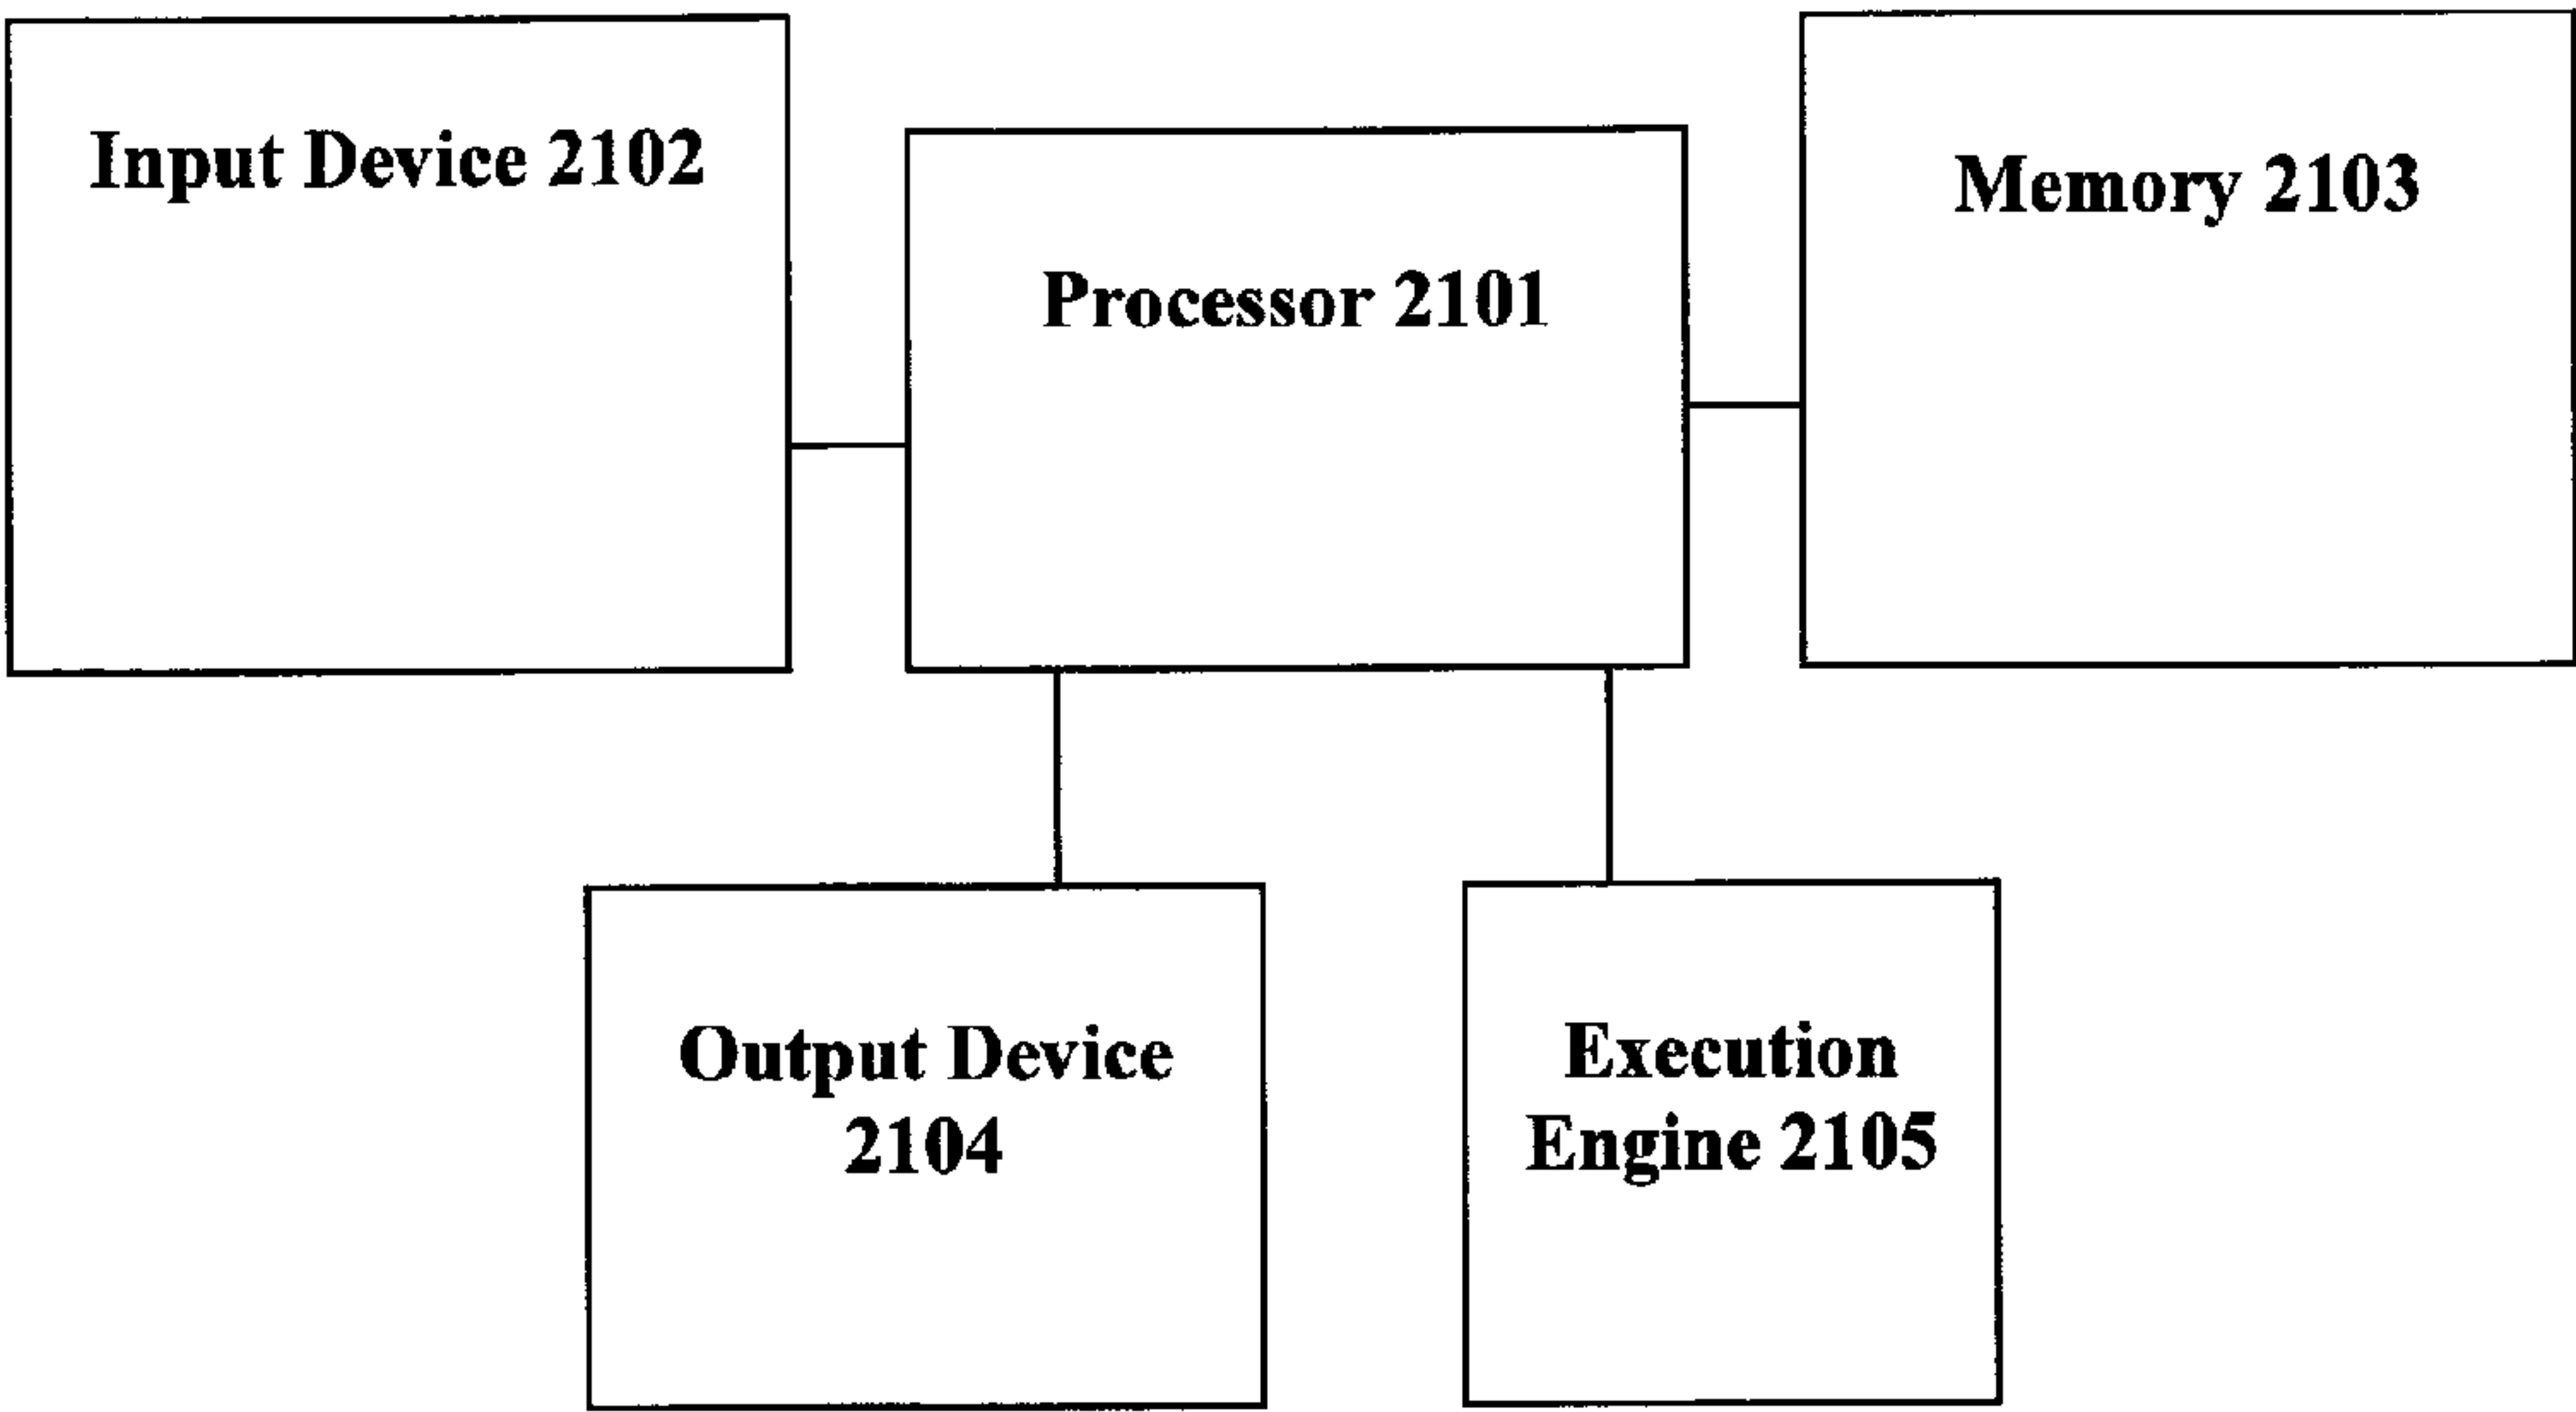 Input Device 2102
Processor 2101
Memory 2103
Output Device
2104
Execution
Engine 2105